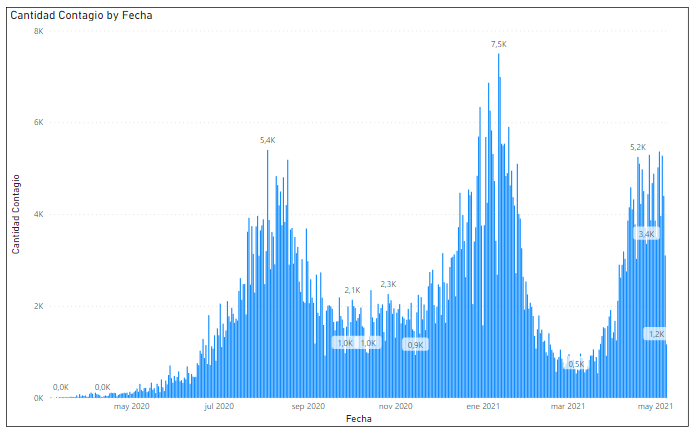 Cantidad Contagio by Fecha
8K
7,5K
6K
5,4K
5,2K
Cantidad Contagio
4K
3,4K
2,1K
2,3K
2K
1,0K
1,0K
0,9K
1,2K
0,5K
0,0K
0,0K
0K
may 2020
jul 2020
sep 2020
nov 2020
ene 2021
mar 2021
may 2021
Fecha